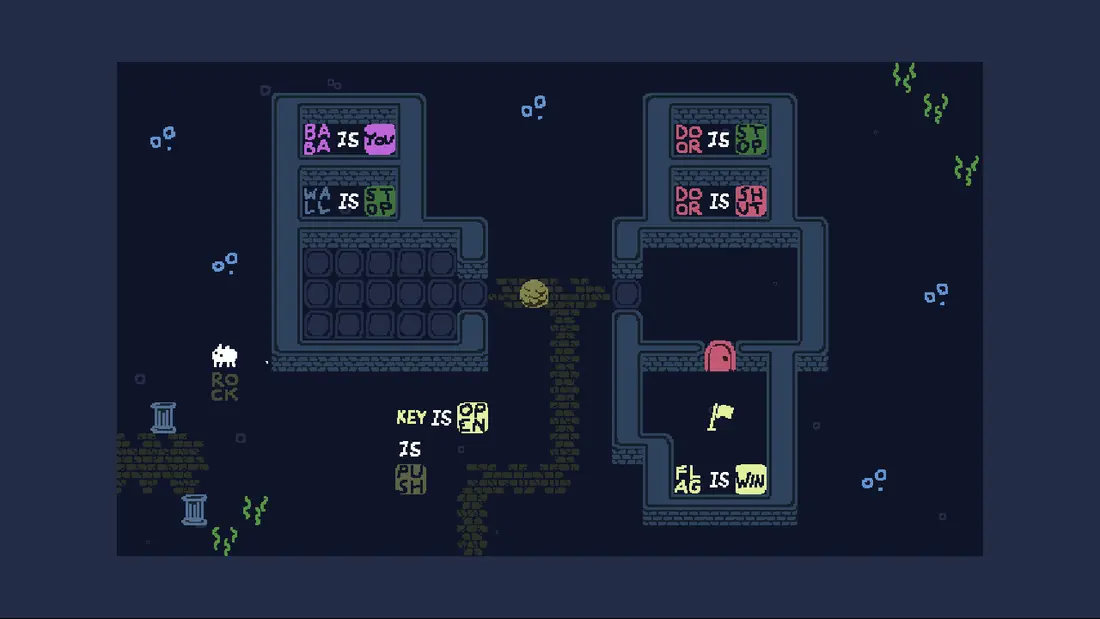 BABA IS YOU
DOOR IS STOP
WALL IS STOP
DOOR IS SHUT
ROCK
KEY IS OPEN
IS
PUSH
FLAG IS WIN